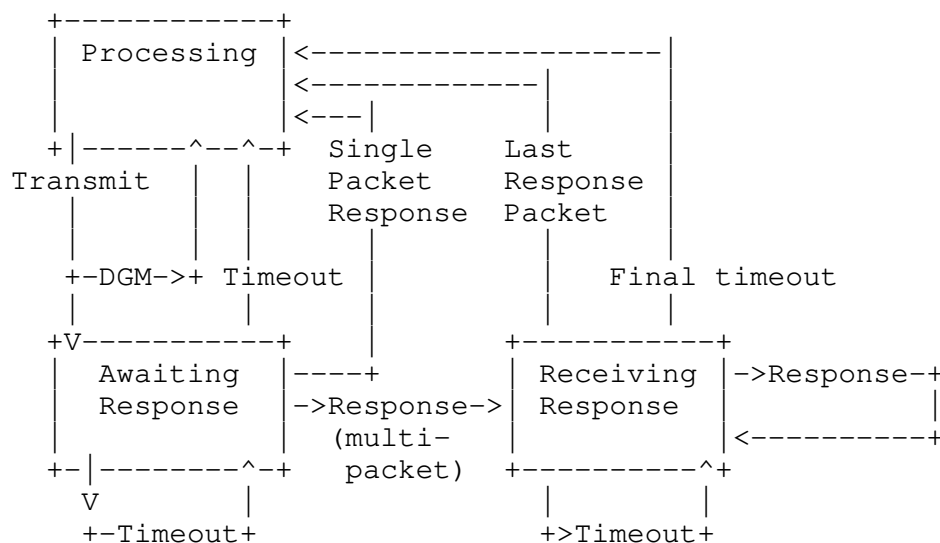 +------------+
|  Processing |<--------------------|
|             |<-------------|      |
|             |<---|         |      |
+|------^--^-+   Single    Last     |
Transmit   |  |    Packet    Response |
|       |  |    Response  Packet   |
|       |  |       |         |      |
+-DGM->+ Timeout    |         |   Final timeout
|          |       |         |      |
+V-----------+      |       +-----------+
|   Awaiting  |----+        | Receiving |->Response-+
|   Response  |->Response->| Response  |           |
|             |  (multi-   |           |<----------+
+-|--------^-+   packet)  +----------^+
V        |               |        |
+-Timeout+               +>Timeout+